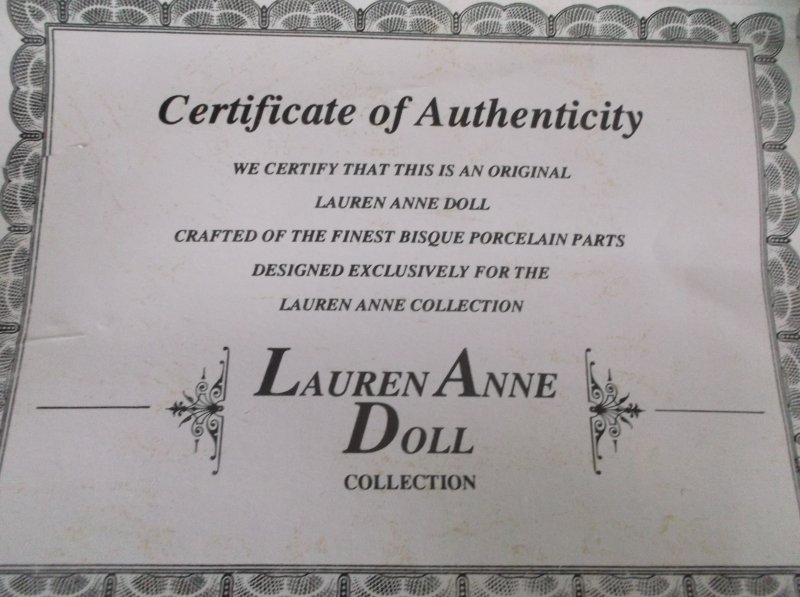 Certificate of Authenticity
WE CERTIFY THAT THIS IS AN ORIGINAL
LAUREN ANNE DOLL
CRAFTED OF THE FINEST BISQUE PORCELAIN PARTS
DESIGNED EXCLUSIVELY FOR THE
LAUREN ANNE COLLECTION
LAUREN ANNE
DOLL
COLLECTION